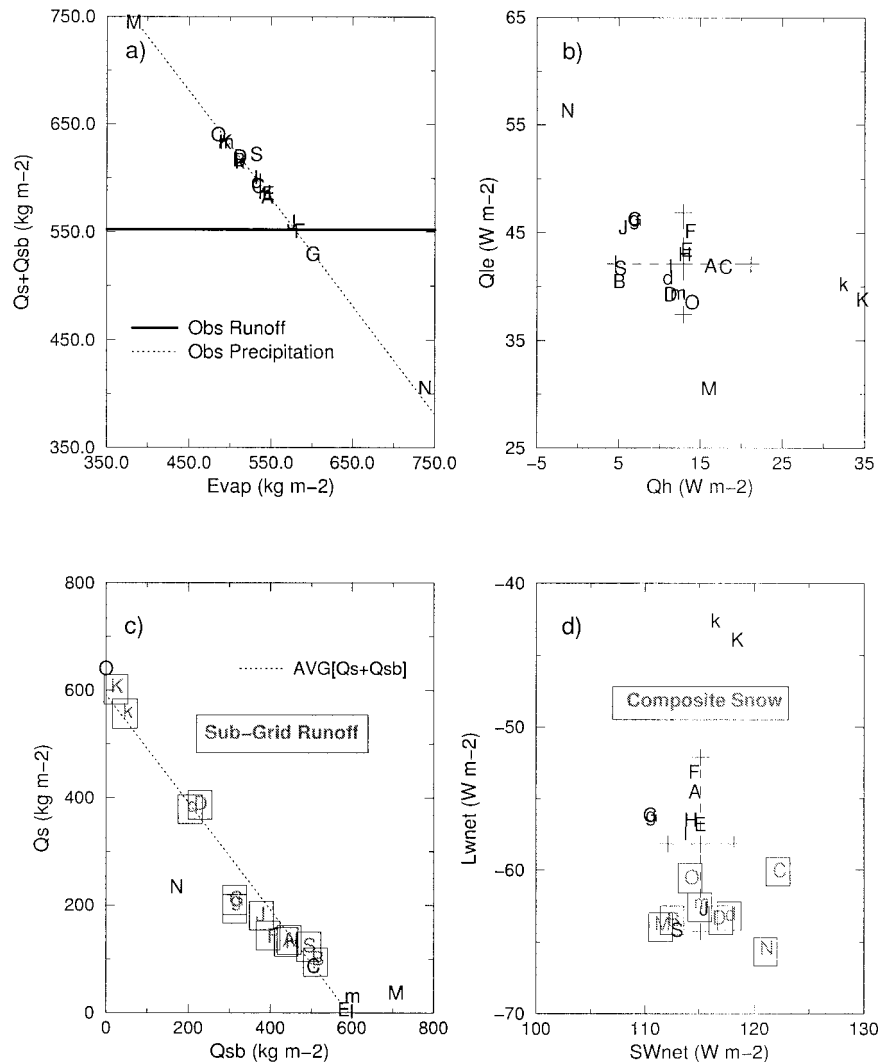 a)
750.0
650.0
550.0
450.0
350.0
Qs+Qsb (kg m−2)
M
O
S
A
G
N
Obs Runoff
Obs Precipitation
350.0 450.0 550.0 650.0 750.0
Evap (kg m−2)
b)
65
55
45
35
25
Qle (W m−2)
N
G
J
F
E
H
S
B
A C
d
D
m
O
k
K
M
−5 5 15 25 35
Qh (W m−2)
c)
800
600
400
200
0
Qs (kg m−2)
AVG[Qs+Qsb]
Sub−Grid Runoff
O
K
K
D
N
S
C
M
m
E
0 200 400 600 800
Qsb (kg m−2)
d)
−40
−50
−60
−70
Lwnet (W m−2)
k
K
Composite Snow
F
A
G
H
E
O
C
J
M
S
D d
N
100 110 120 130
SWnet (W m−2)